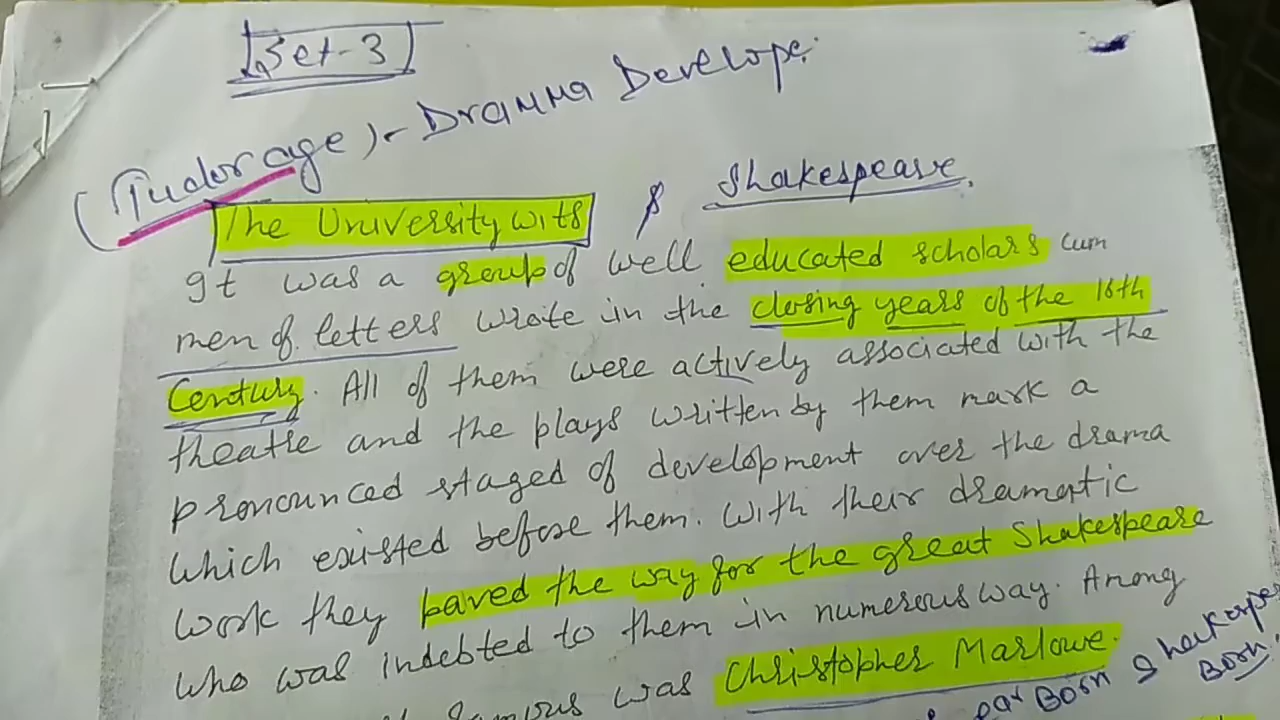 Set-3
(Tudor age) :- Dramma Develope.
The University wits & Shakespeare.
It was a group of well educated scholars cum
men of letters wrote in the closing years of the 16th
Century. All of them were actively associated with the
theatre and the plays written by them mark a
pronounced staged of development over the drama
which existed before them. With their dramatic
work they paved the way for the great Shakespeare
who was indebted to them in numerous way. Among
famous was Christopher Marlowe.
Born Shakespe
Born.